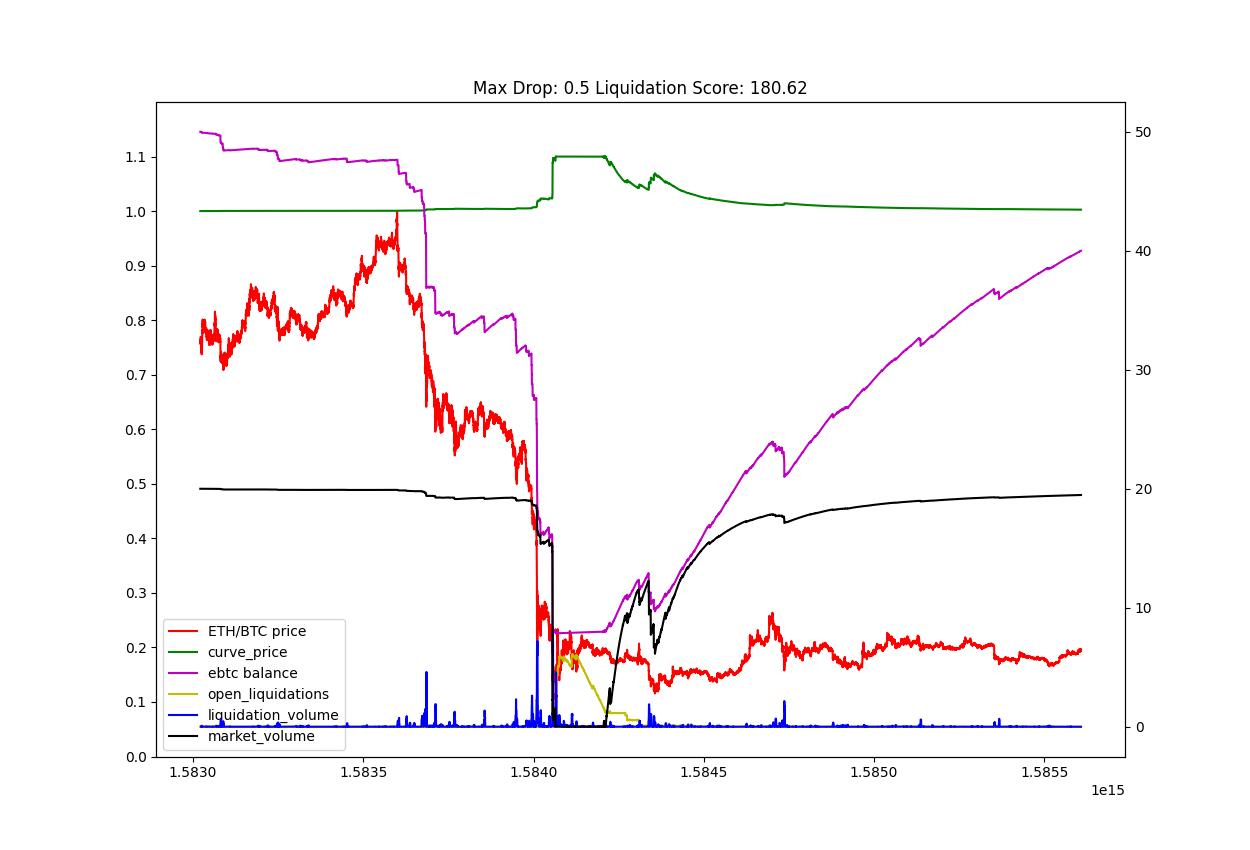 Max Drop: 0.5 Liquidation Score: 180.62
1.1
1.0
0.9
0.8
0.7
0.6
0.5
0.4
0.3
0.2
0.1
0.0
50
40
30
20
10
0
ETH/BTC price
curve_price
ebtc balance
open_liquidations
liquidation_volume
market_volume
1.5830 1.5835 1.5840 1.5845 1.5850 1.5855
1e15